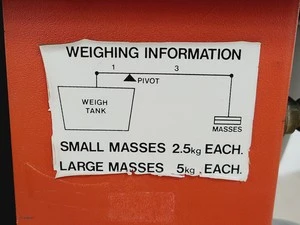 WEIGHING INFORMATION
1 3
PIVOT
WEIGH
TANK
MASSES
SMALL MASSES 2.5kg EACH.
LARGE MASSES 5kg EACH.